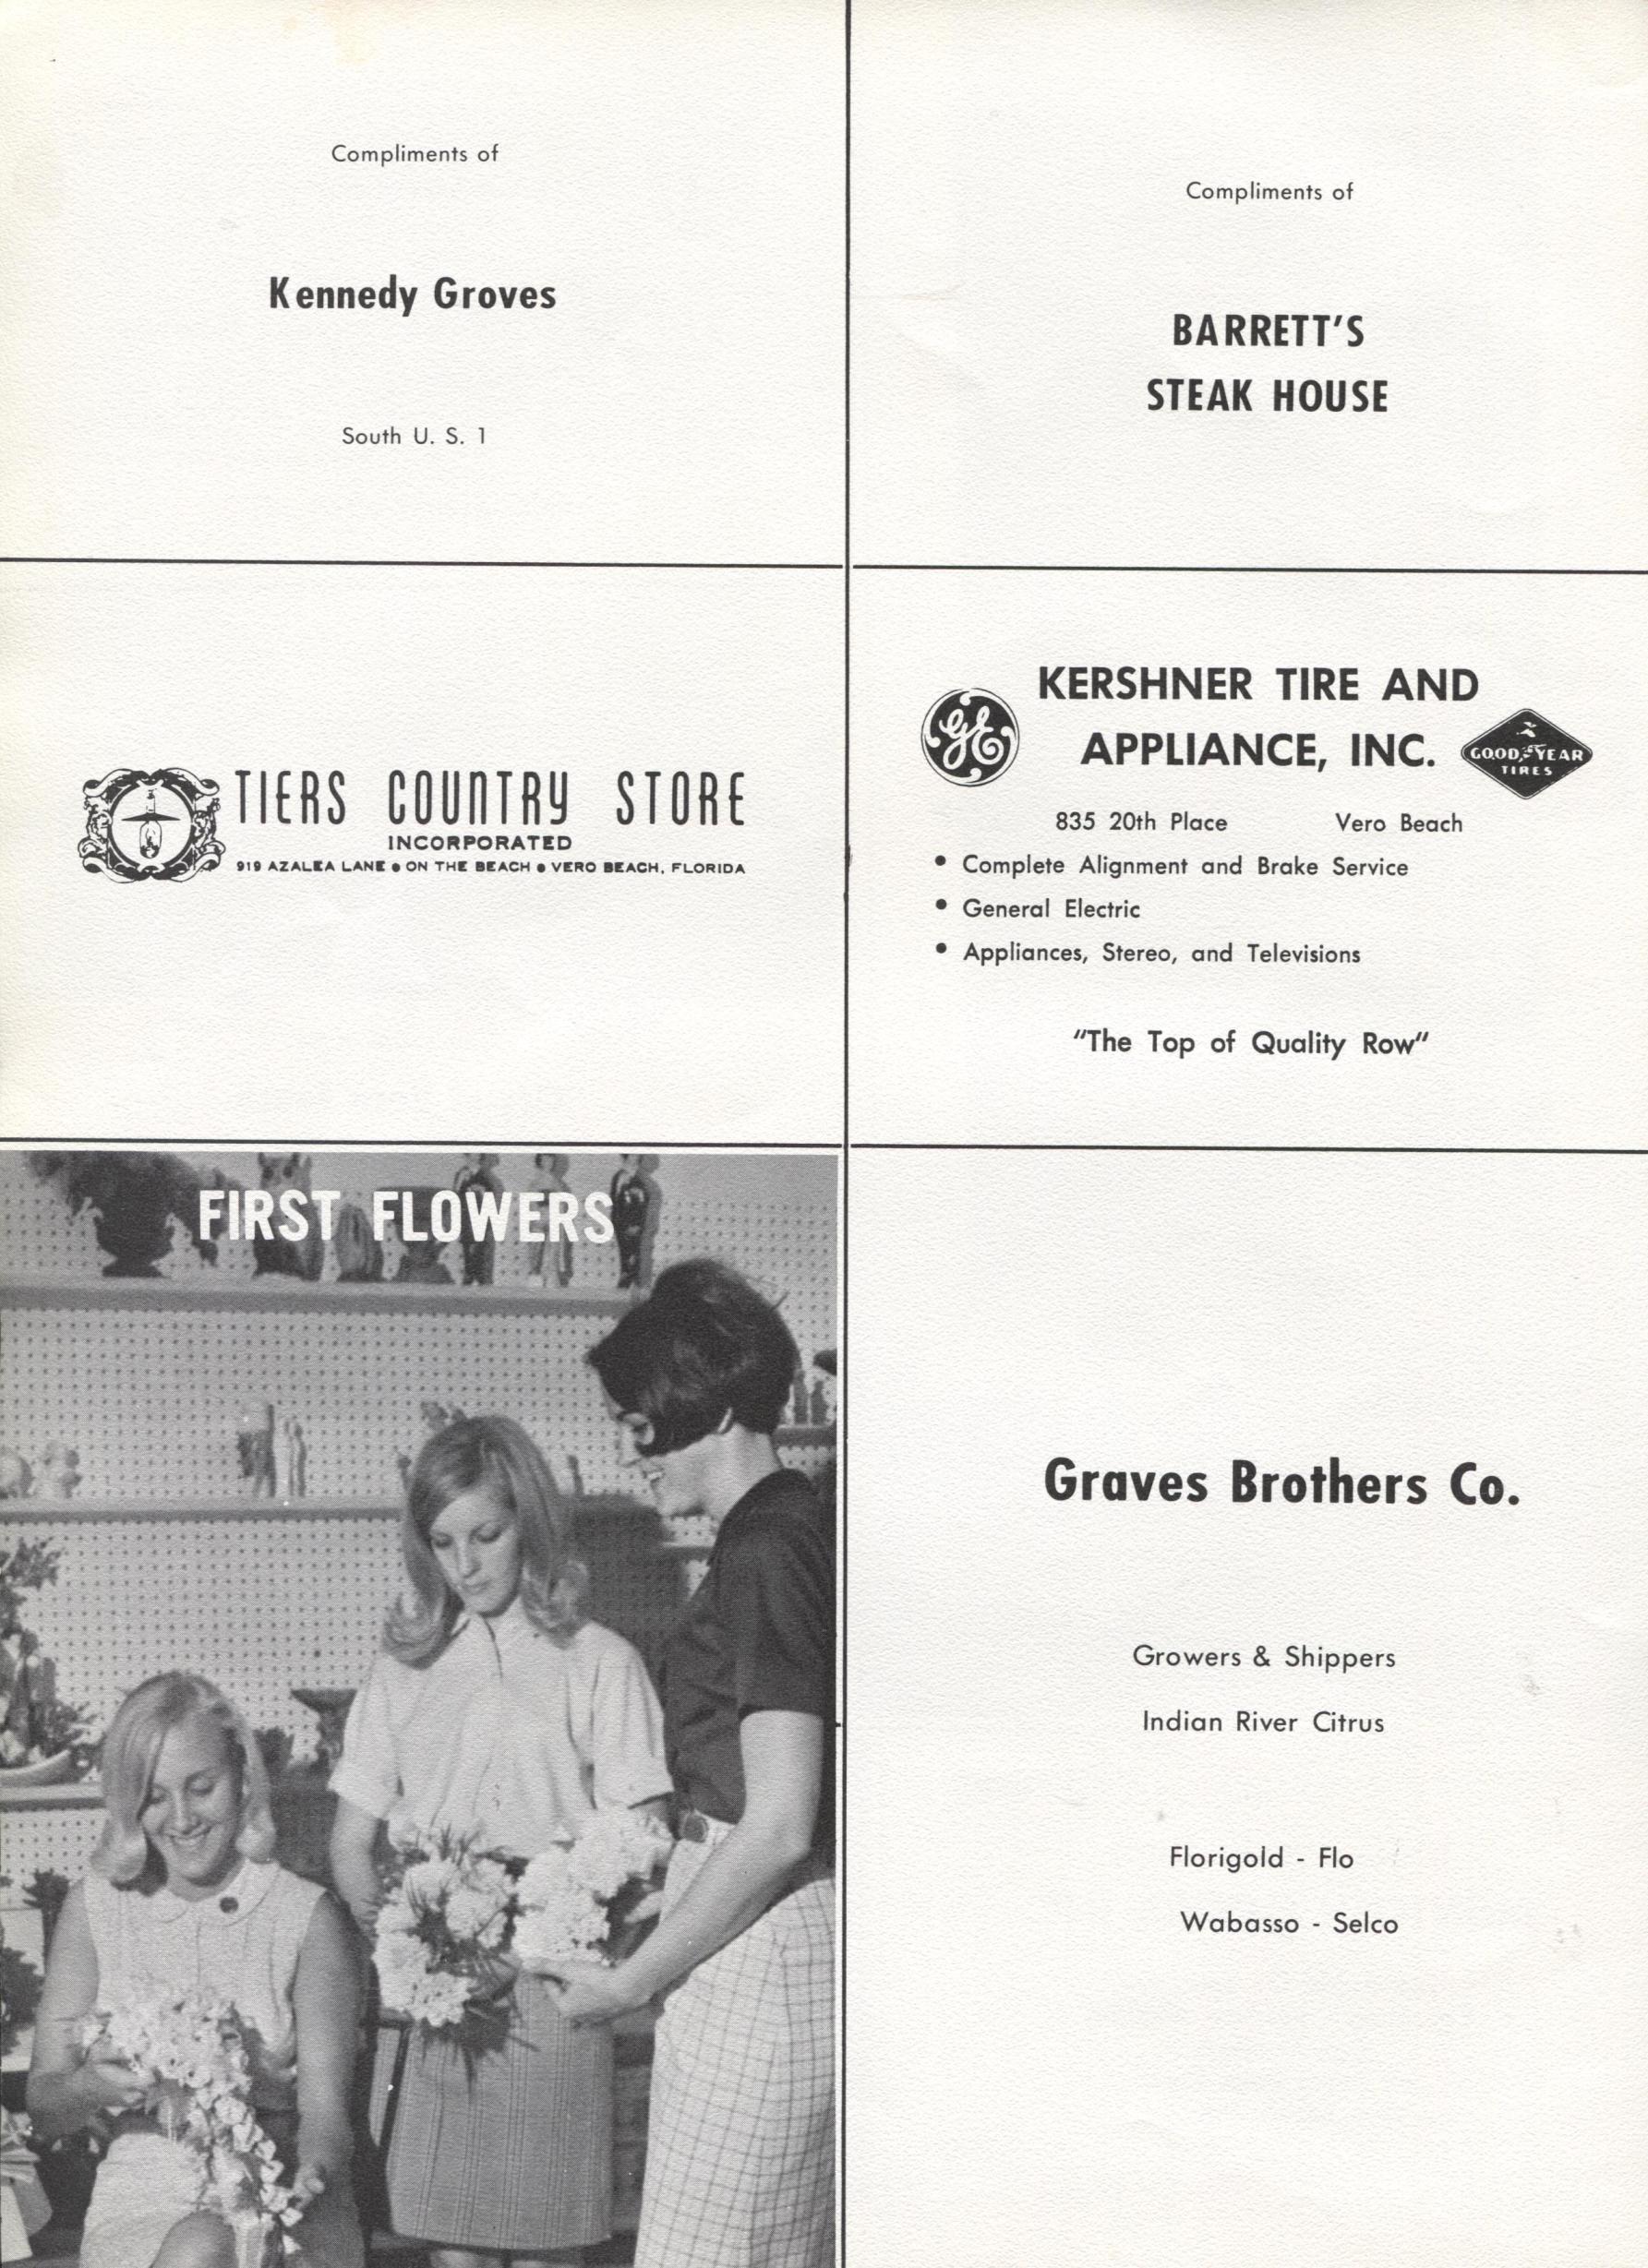 Compliments of
Kennedy Groves
South U. S. 1
Compliments of
BARRETT'S
STEAK HOUSE
TIERS COUNTRY STORE
INCORPORATED
919 AZALEA LANE • ON THE BEACH • VERO BEACH, FLORIDA
KERSHNER TIRE AND
APPLIANCE, INC.
GE
GOOD YEAR
TIRES
835 20th Place Vero Beach
• Complete Alignment and Brake Service
• General Electric
• Appliances, Stereo, and Televisions
"The Top of Quality Row"
FIRST FLOWERS
Graves Brothers Co.
Growers & Shippers
Indian River Citrus
Florigold - Flo
Wabasso - Selco